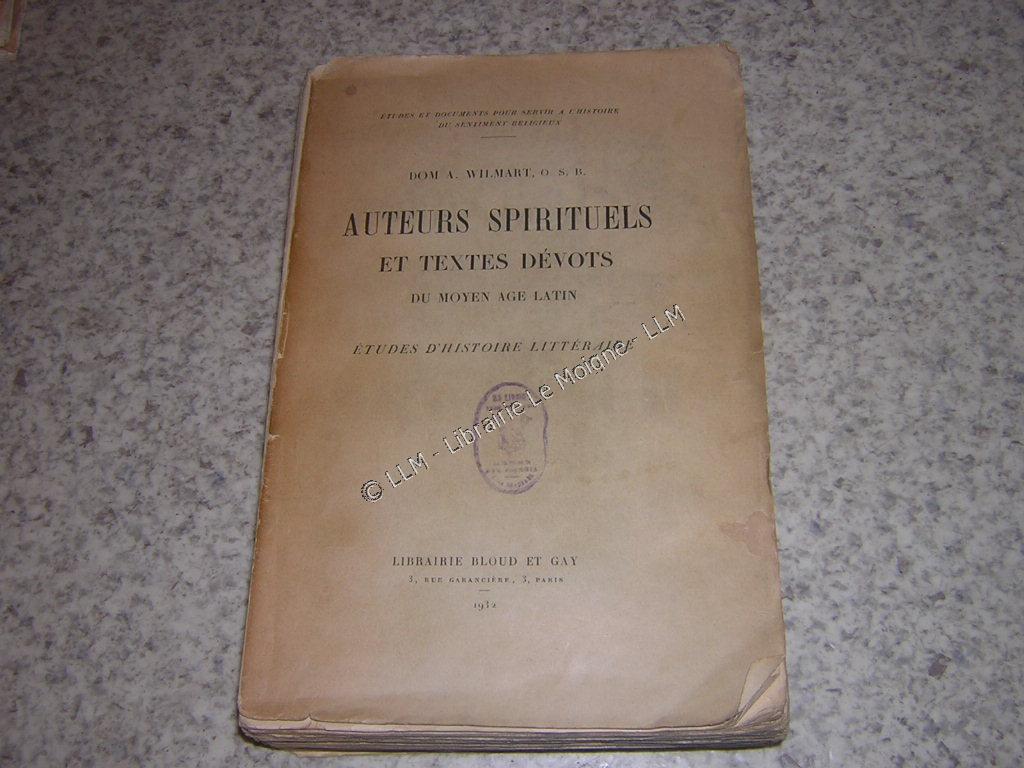 ÉTUDES ET DOCUMENTS POUR SERVIR A L'HISTOIRE
DU SENTIMENT RELIGIEUX
DOM A. WILMART, O. S. B.
AUTEURS SPIRITUELS
ET TEXTES DÉVOTS
DU MOYEN AGE LATIN
ÉTUDES D'HISTOIRE LITTÉRAIRE
© LLM - Librairie Le Moigne - LLM
EX LIBRIS
LIBRAIRIE BLOUD ET GAY
3, RUE GARANCIÈRE, 3, PARIS
1932